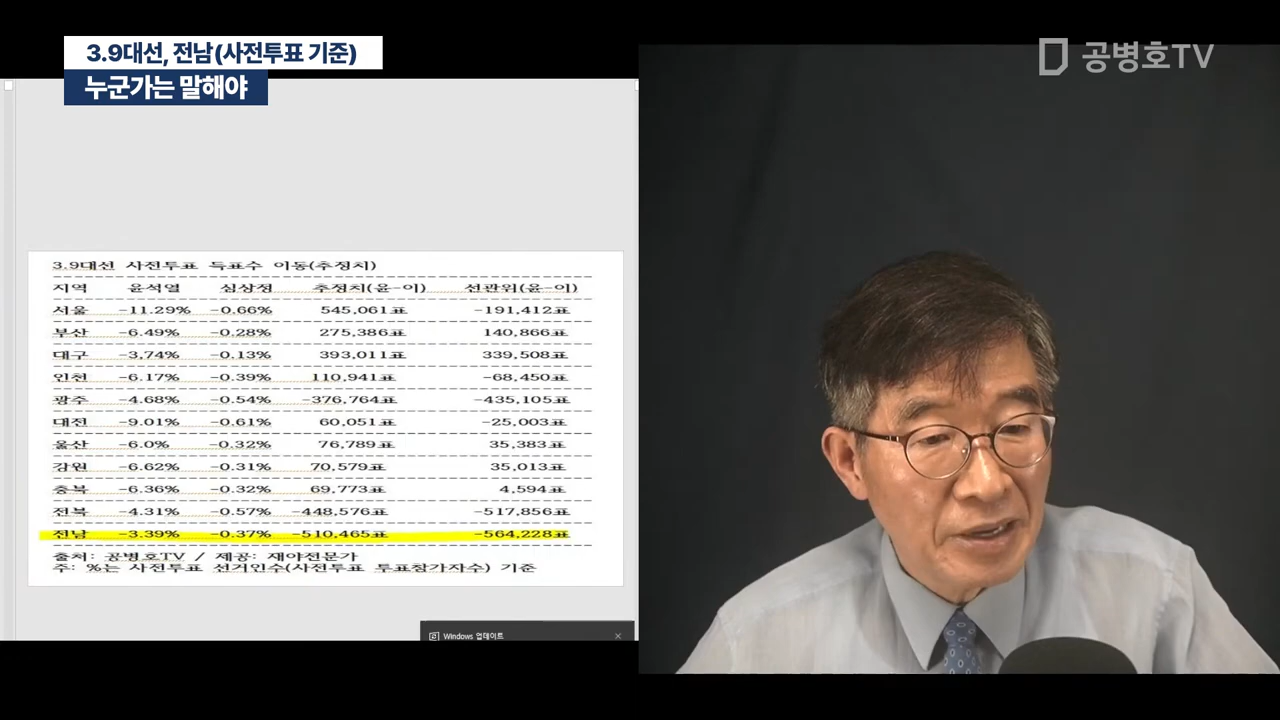 3.9대선, 전남(사전투표 기준)
누군가는 말해야
공병호TV
3.9대선 사전투표 득표수 이동(추정치)
지역 윤석열 심상정 추정치(윤-이) 선관위(윤-이)
서울 -11.29% -0.66% 545,061표 -191,412표
부산 -6.49% -0.28% 275,386표 140,866표
대구 -3,74% -0.13% 393,011표 339,508표
인천 -6.17% -0.39% 110,941표 -68,450표
광주 -4.68% -0.54% -376,764표 -435,105표
대전 -9.01% -0.61% 60,051표 -25,003표
울산 -6.0% -0.32% 76,789표 35,383표
강원 -6.62% -0.31% 70,579표 35,013표
충북 -6.36% -0.32% 69,773표 4,594표
전북 -4.31% -0.57% -448,576표 -517,856표
전남 -3.39% -0.37% -510,465표 -564,228표
출처: 공병호TV / 제공: 재야전문가
주: %는 사전투표 선거인수(사전투표 투표참가자수) 기준
Windows 업데이트